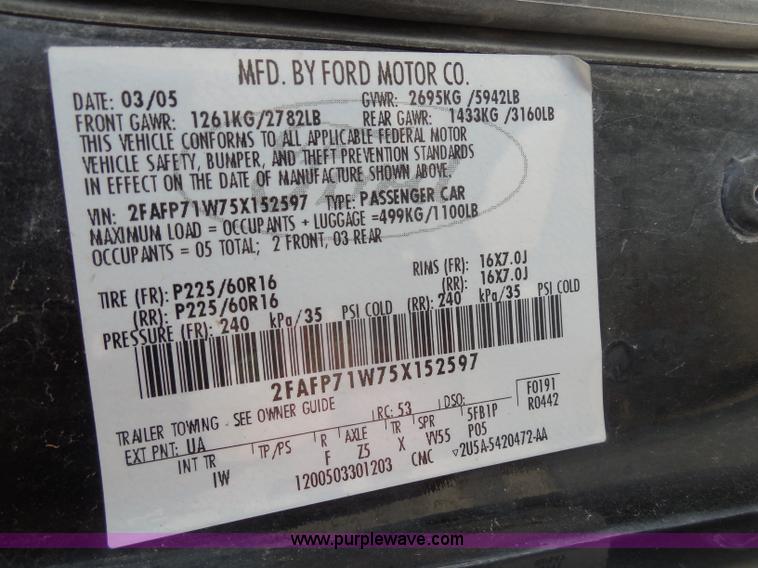 MFD. BY FORD MOTOR CO.
DATE: 03/05 GVWR: 2695KG /5942LB
FRONT GAWR: 1261KG/2782LB REAR GAWR: 1433KG /3160LB
THIS VEHICLE CONFORMS TO ALL APPLICABLE FEDERAL MOTOR
VEHICLE SAFETY, BUMPER, AND THEFT PREVENTION STANDARDS
IN EFFECT ON THE DATE OF MANUFACTURE SHOWN ABOVE.
VIN: 2FAFP71W75X152597 TYPE: PASSENGER CAR
MAXIMUM LOAD = OCCUPANTS + LUGGAGE =499KG/1100LB
OCCUPANTS = 05 TOTAL; 2 FRONT, 03 REAR
TIRE (FR): P225/60R16 RIMS (FR): 16X7.0J
(RR): P225/60R16 (RR): 16X7.0J
PRESSURE (FR): 240 kPa/35 PSI COLD (RR): 240 kPa/35 PSI COLD
2FAFP71W75X152597
TRAILER TOWING - SEE OWNER GUIDE RC: 53 DSO: F0191
EXT PNT: UA 5FB1P R0442
INT TR TP/PS R AXLE TR SPR P05
IW F Z5 X VV55
1200503301203 CMC ▽2U5A-5420472-AA
Ford
www.purplewave.com